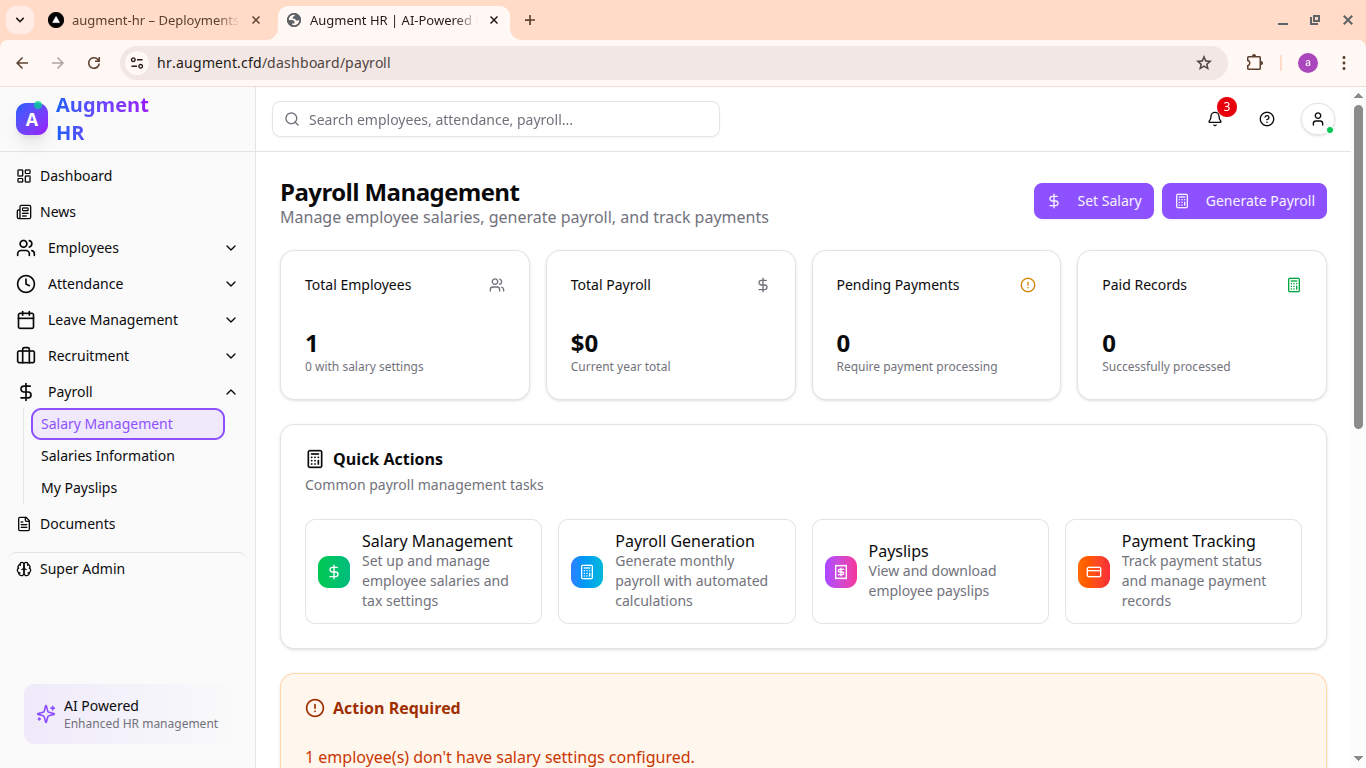 augment-hr – Deployments
Augment HR | AI-Powered
hr.augment.cfd/dashboard/payroll
a
A
Augment
HR
Search employees, attendance, payroll...
3
Dashboard
News
Employees
Attendance
Leave Management
Recruitment
Payroll
Salary Management
Salaries Information
My Payslips
Documents
Super Admin
AI Powered
Enhanced HR management
Payroll Management
Manage employee salaries, generate payroll, and track payments
Set Salary
Generate Payroll
Total Employees
1
0 with salary settings
Total Payroll
$0
Current year total
Pending Payments
0
Require payment processing
Paid Records
0
Successfully processed
Quick Actions
Common payroll management tasks
Salary Management
Set up and manage
employee salaries and
tax settings
Payroll Generation
Generate monthly
payroll with automated
calculations
Payslips
View and download
employee payslips
Payment Tracking
Track payment status
and manage payment
records
Action Required
1 employee(s) don't have salary settings configured.